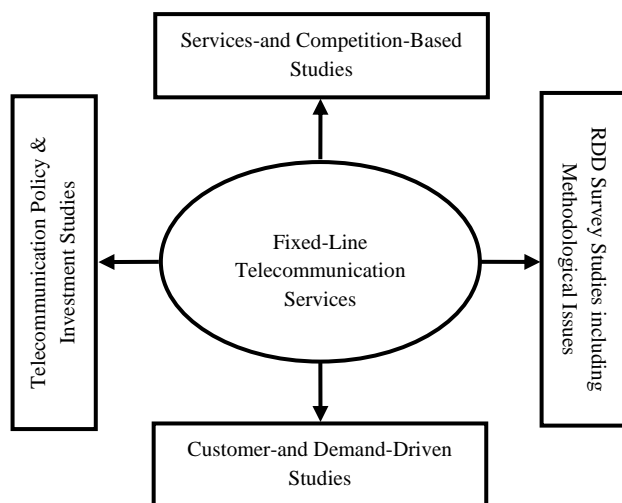 Services-and Competition-Based
Studies
Telecommunication Policy &
Investment Studies
Fixed-Line
Telecommunication
Services
RDD Survey Studies including
Methodological Issues
Customer-and Demand-Driven
Studies